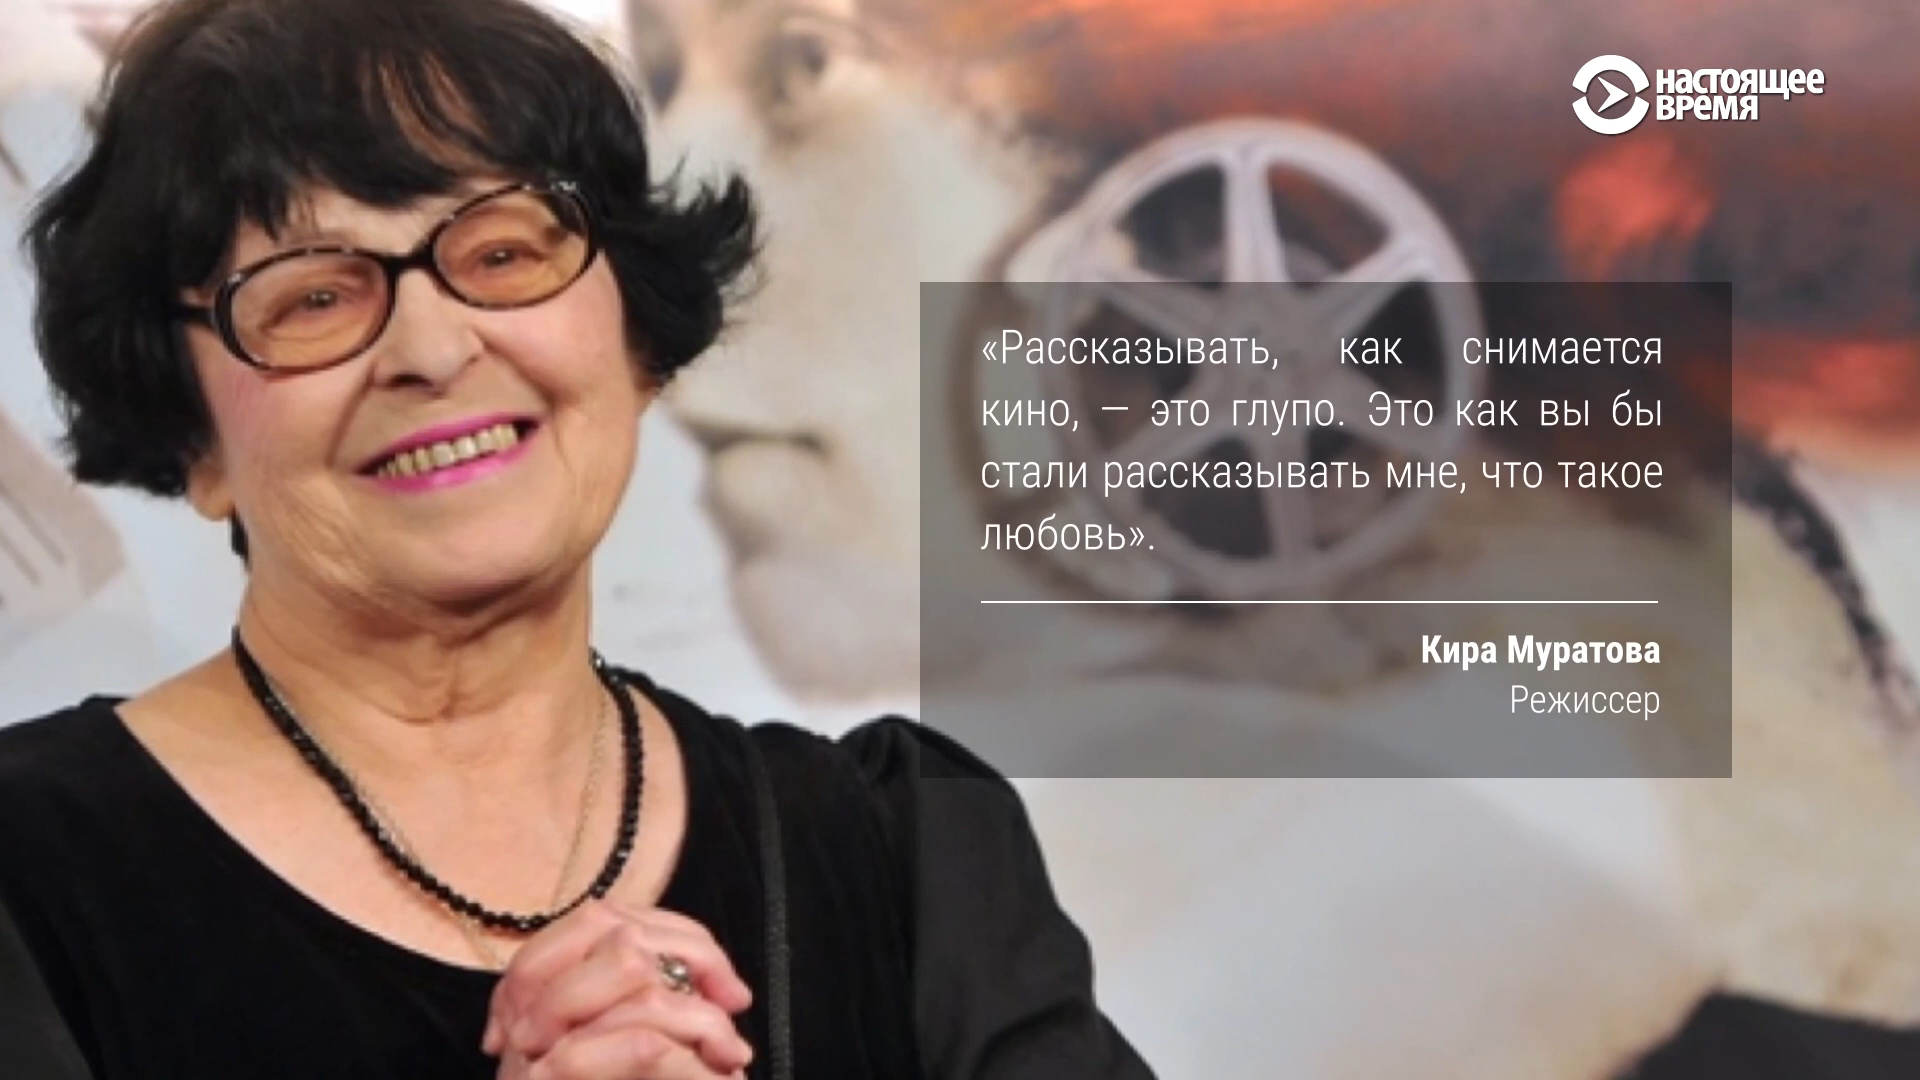 НАСТОЯЩЕЕ
ВРЕМЯ
«Рассказывать, как снимается
кино, — это глупо. Это как вы бы
стали рассказывать мне, что такое
любовь».
Кира Муратова
Режиссер